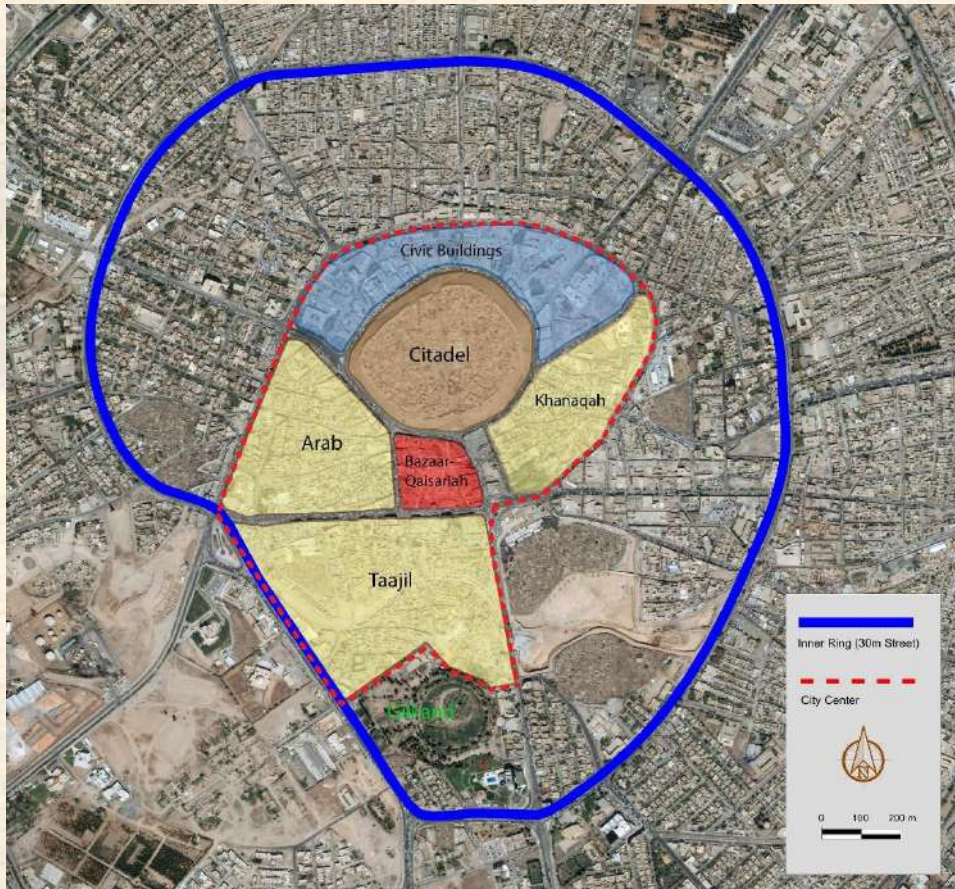 Civic Buildings
Citadel
Khanaqah
Arab
Bazaar-
Qaisariah
Taajil
Inner Ring (30m Street)
City Center
N
0 100 200 m